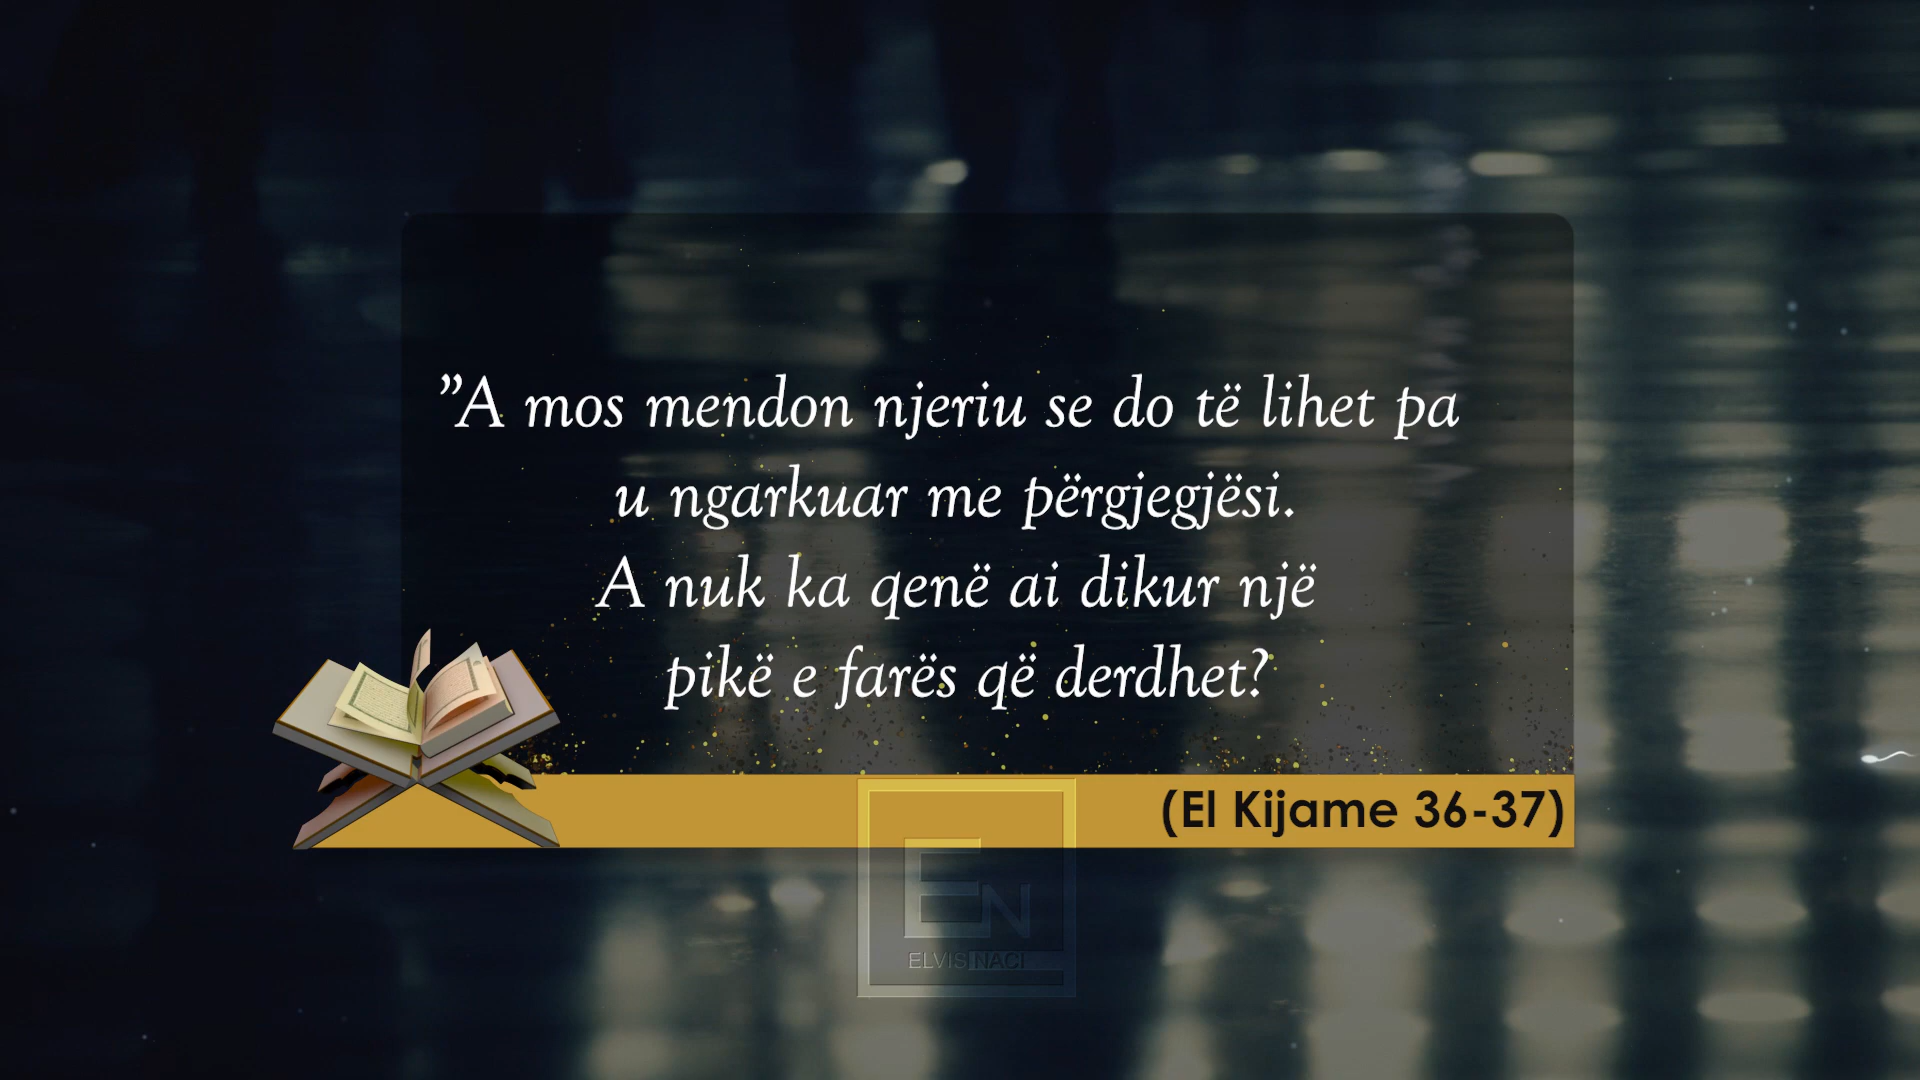 ”A mos mendon njeriu se do të lihet pa
u ngarkuar me përgjegjësi.
A nuk ka qenë ai dikur një
pikë e farës që derdhet?
(El Kijame 36-37)
EN
ELVIS NACI